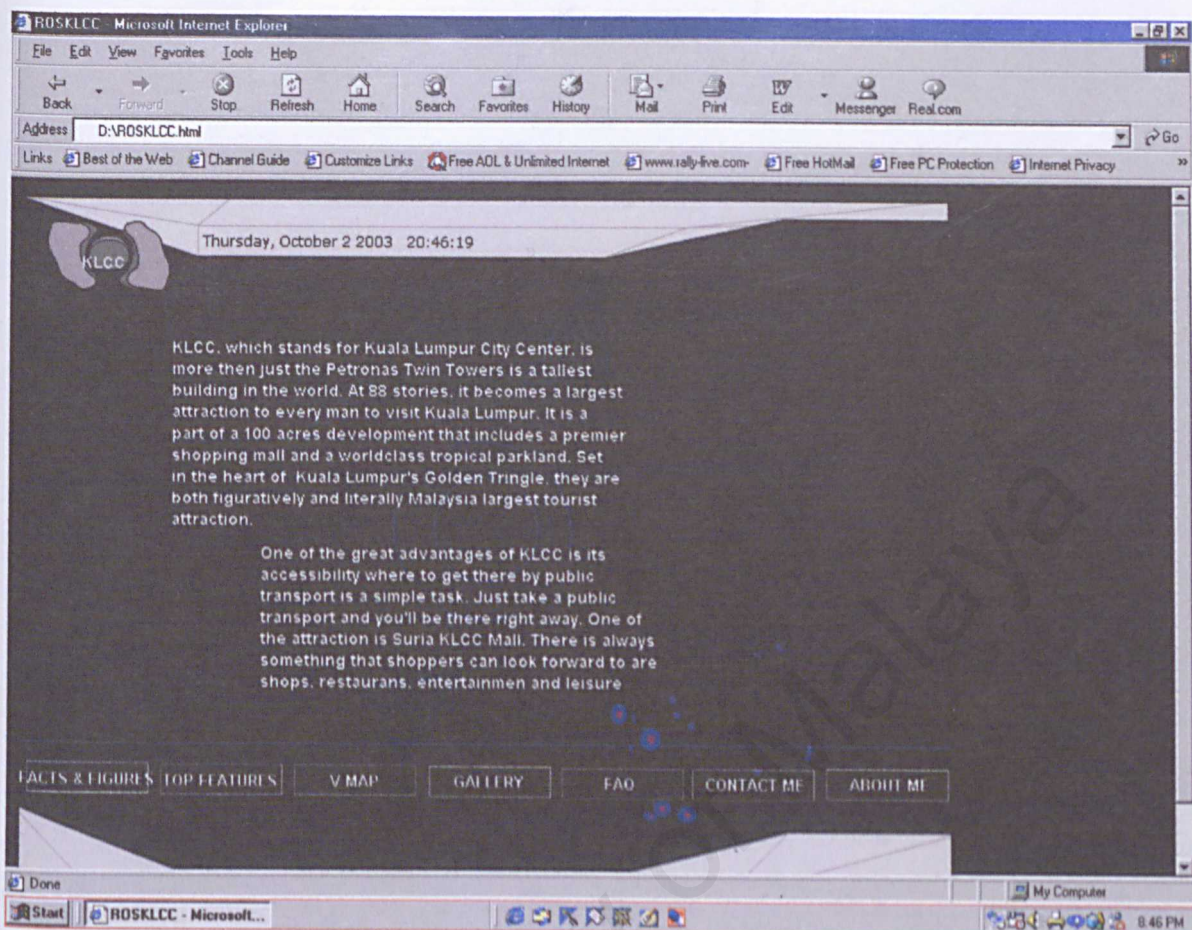 ROSKLCC - Microsoft Internet Explorer
File Edit View Favorites Tools Help
Back Forward Stop Refresh Home Search Favorites History Mail Print Edit Messenger Real.com
Address D:\ROSKLCC.html Go
Links Best of the Web Channel Guide Customize Links Free AOL & Unlimited Internet www.rally-live.com- Free HotMail Free PC Protection Internet Privacy »
Thursday, October 2 2003 20:46:19
KLCC
KLCC, which stands for Kuala Lumpur City Center, is
more then just the Petronas Twin Towers is a tallest
building in the world. At 88 stories, it becomes a largest
attraction to every man to visit Kuala Lumpur. It is a
part of a 100 acres development that includes a premier
shopping mall and a worldclass tropical parkland. Set
in the heart of Kuala Lumpur's Golden Tringle, they are
both figuratively and literally Malaysia largest tourist
attraction.
One of the great advantages of KLCC is its
accessibility where to get there by public
transport is a simple task. Just take a public
transport and you'll be there right away. One of
the attraction is Suria KLCC Mall. There is always
something that shoppers can look forward to are
shops, restaurans, entertainmen and leisure
FACTS & FIGURES TOP FEATURES V MAP GALLERY FAQ CONTACT ME ABOUT ME
Done My Computer
Start ROSKLCC - Microsoft... 8:46 PM
of Malaya